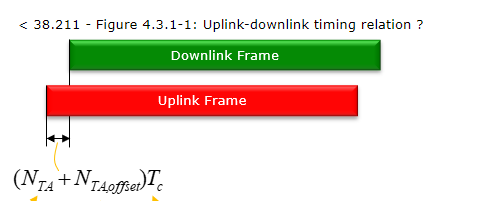 < 38.211 - Figure 4.3.1-1: Uplink-downlink timing relation ?
Downlink Frame
Uplink Frame
(N_TA + N_TA,offset)T_c